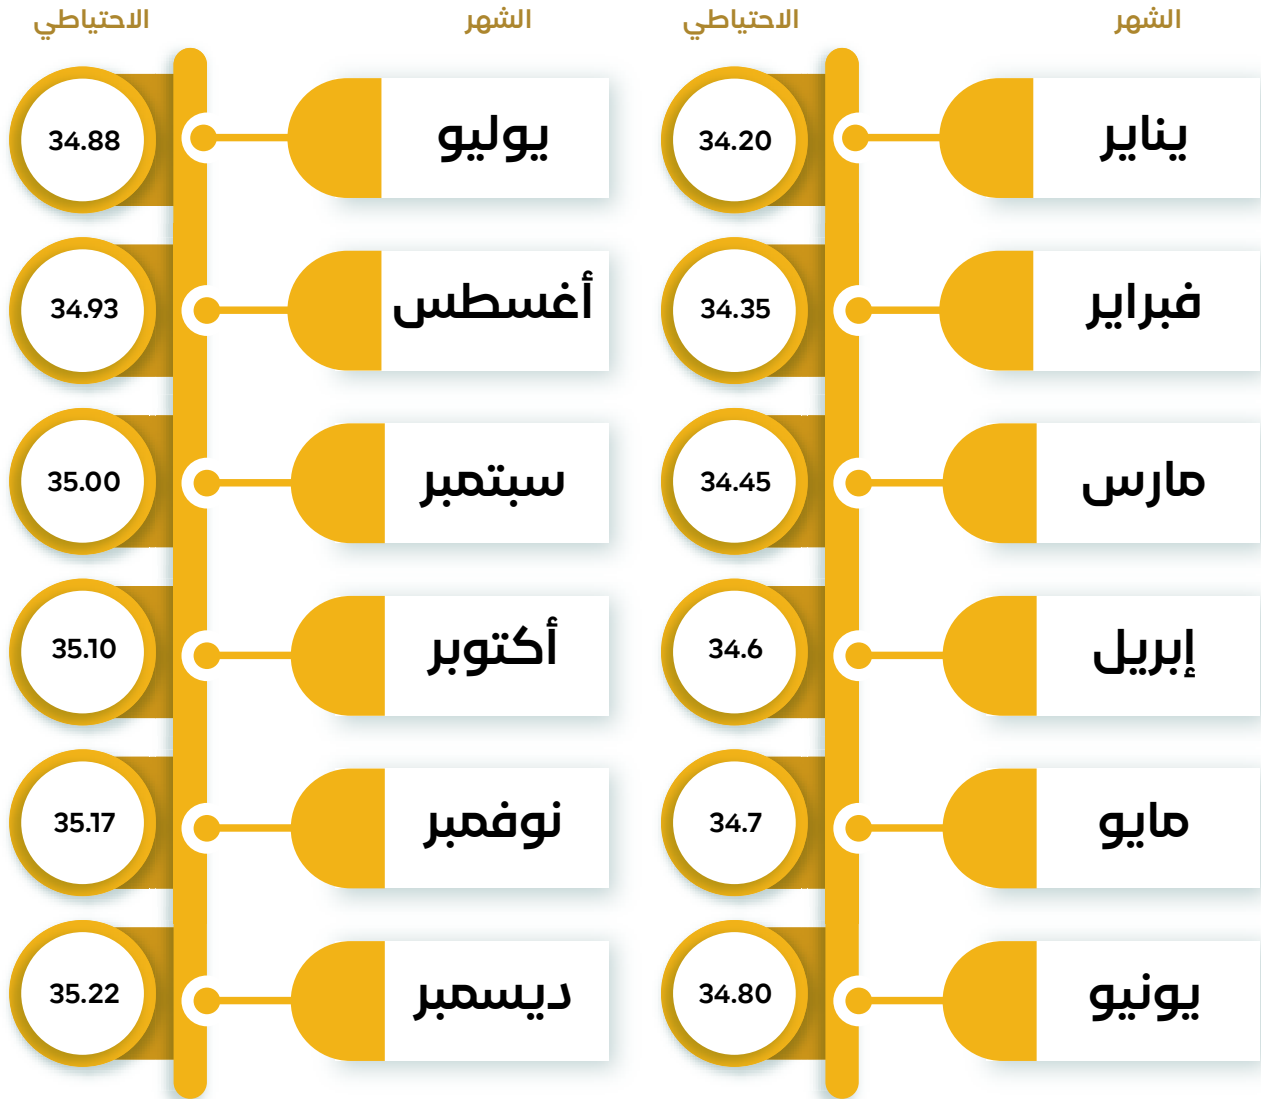 الشهر الاحتياطي
يناير 34.20
فبراير 34.35
مارس 34.45
إبريل 34.6
مايو 34.7
يونيو 34.80
الشهر الاحتياطي
يوليو 34.88
أغسطس 34.93
سبتمبر 35.00
أكتوبر 35.10
نوفمبر 35.17
ديسمبر 35.22